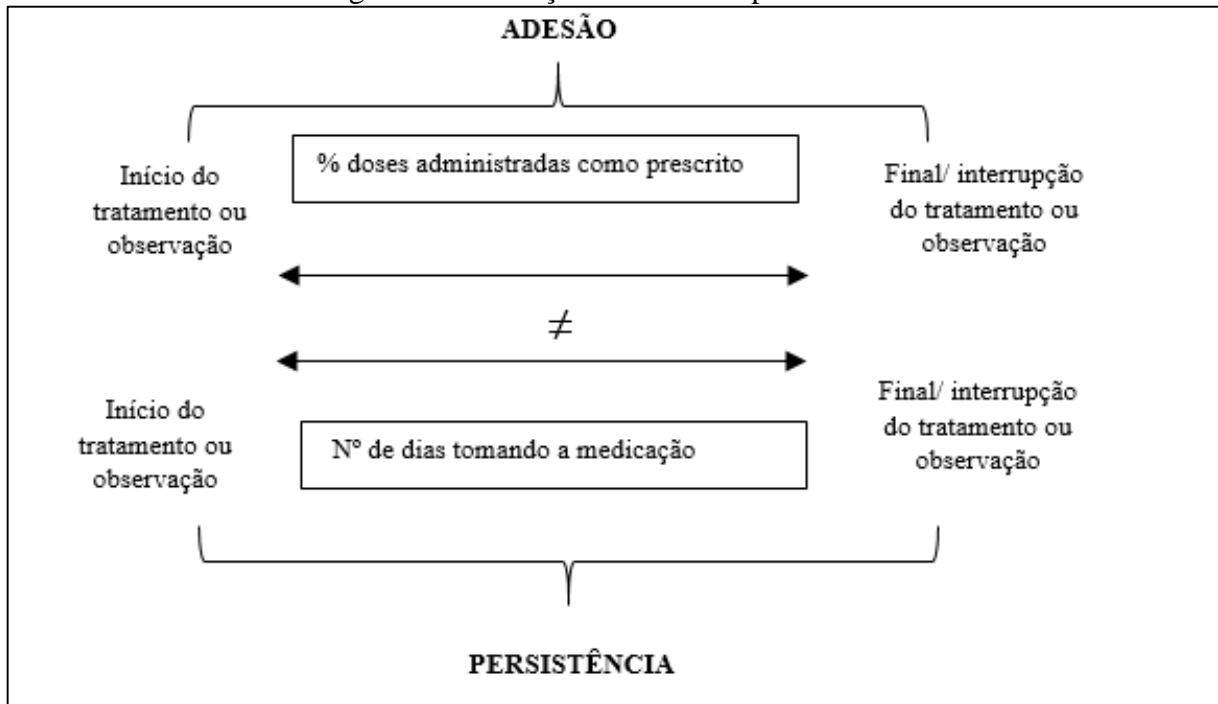 ADESÃO
% doses administradas como prescrito
Início do
tratamento ou
observação
Final/ interrupção
do tratamento ou
observação
≠
Início do
tratamento ou
observação
Nº de dias tomando a medicação
Final/ interrupção
do tratamento ou
observação
PERSISTÊNCIA